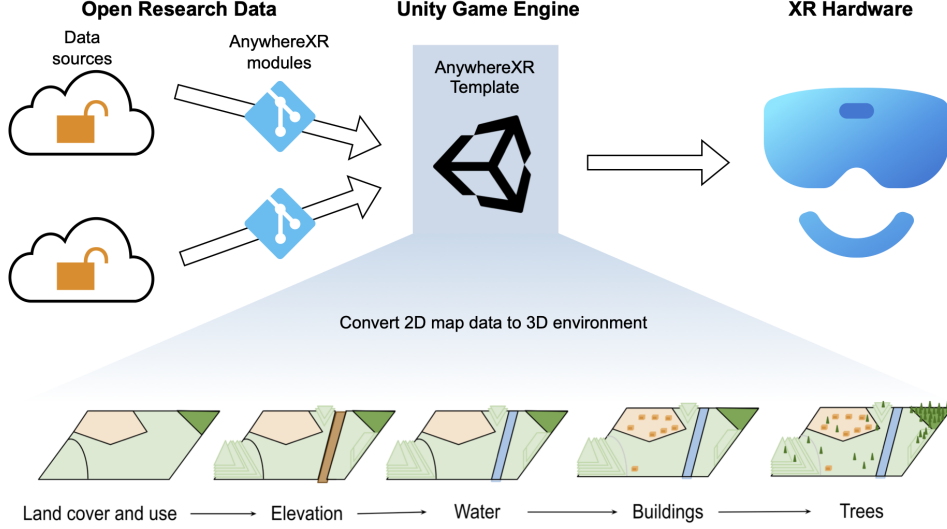 Open Research Data
Unity Game Engine
XR Hardware
Data
sources
AnywhereXR
modules
AnywhereXR
Template
Convert 2D map data to 3D environment
Land cover and use
Elevation
Water
Buildings
Trees